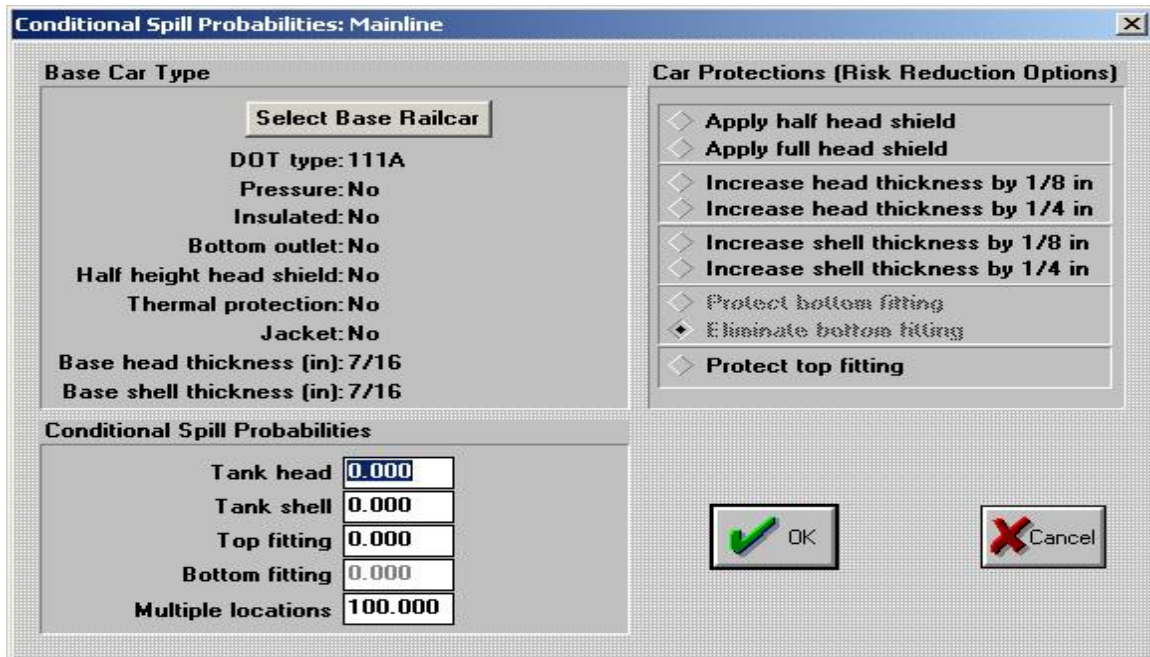 Conditional Spill Probabilities: Mainline
Base Car Type
Select Base Railcar
DOT type: 111A
Pressure: No
Insulated: No
Bottom outlet: No
Half height head shield: No
Thermal protection: No
Jacket: No
Base head thickness (in): 7/16
Base shell thickness (in): 7/16
Conditional Spill Probabilities
Tank head 0.000
Tank shell 0.000
Top fitting 0.000
Bottom fitting 0.000
Multiple locations 100.000
Car Protections (Risk Reduction Options)
Apply half head shield
Apply full head shield
Increase head thickness by 1/8 in
Increase head thickness by 1/4 in
Increase shell thickness by 1/8 in
Increase shell thickness by 1/4 in
Protect bottom fitting
Eliminate bottom fitting
Protect top fitting
OK
Cancel